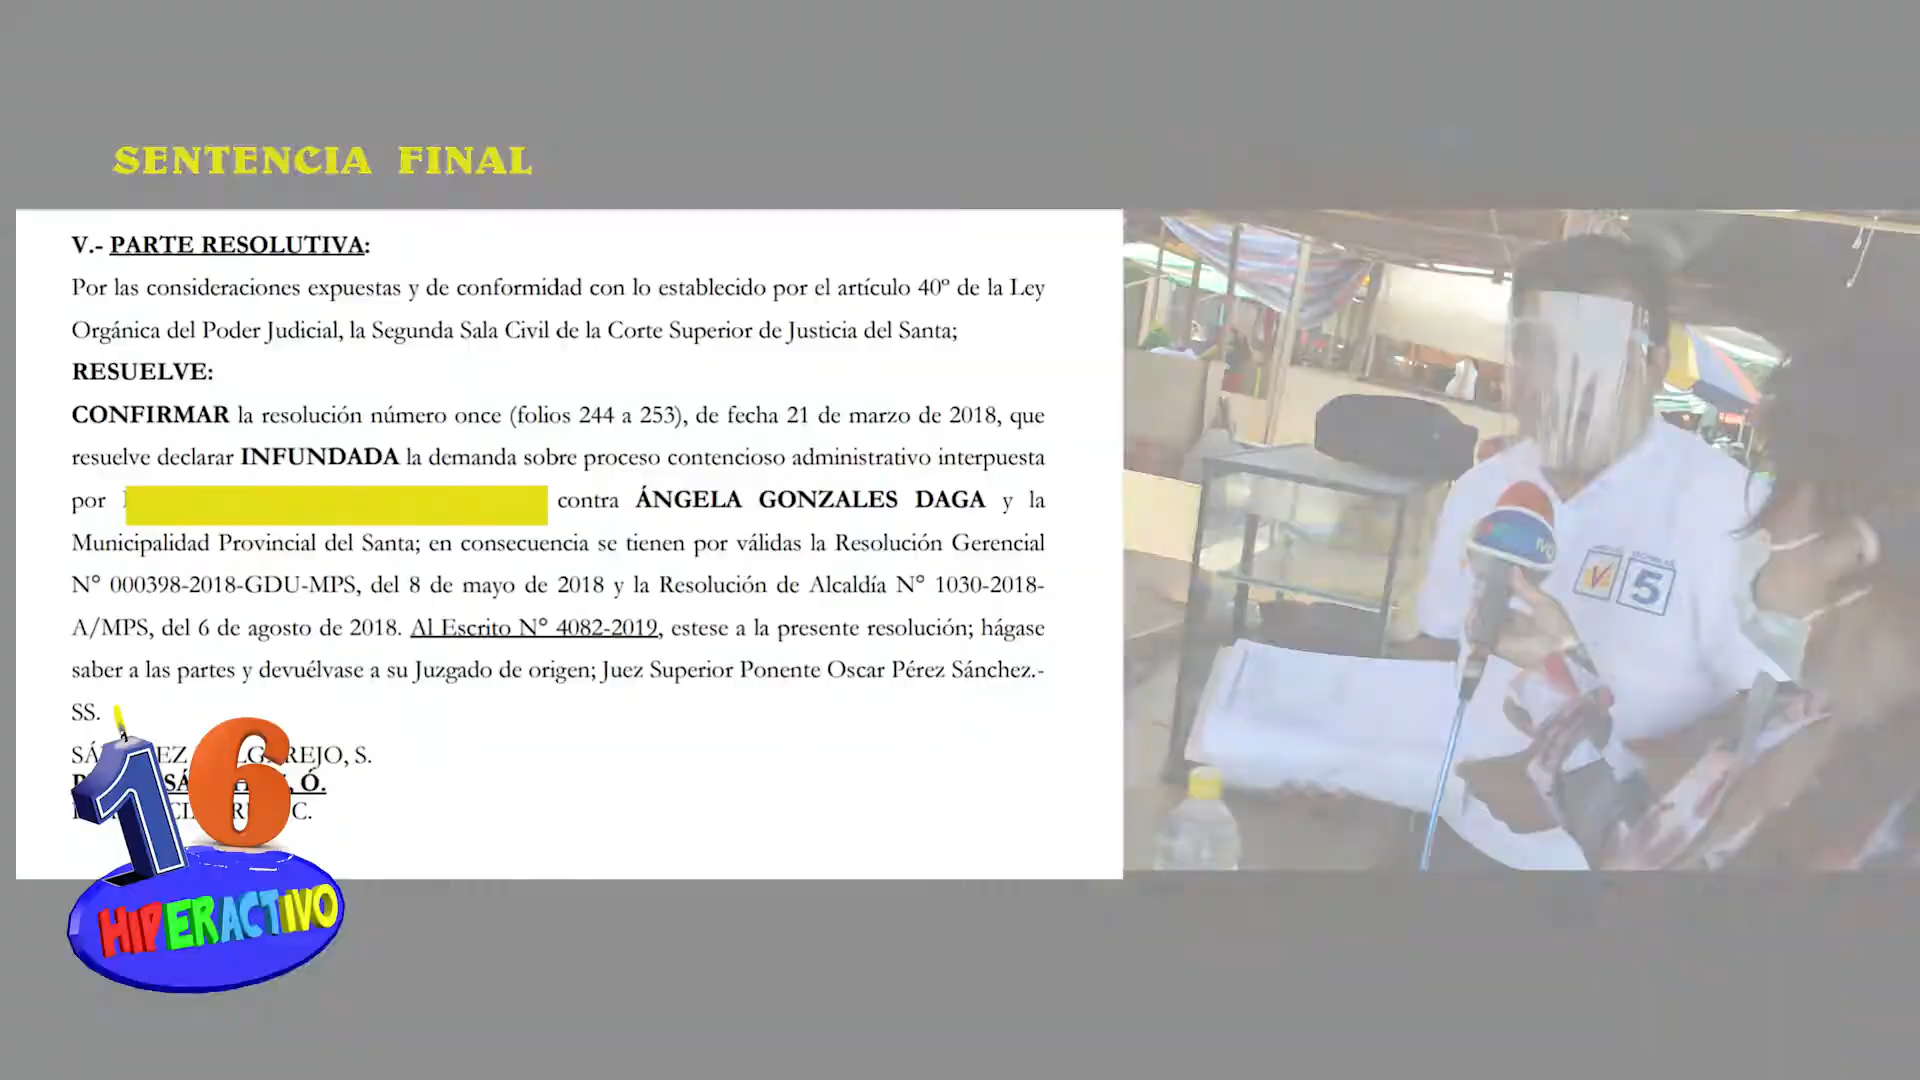 SENTENCIA FINAL
V.- PARTE RESOLUTIVA:
Por las consideraciones expuestas y de conformidad con lo establecido por el artículo 40º de la Ley
Orgánica del Poder Judicial, la Segunda Sala Civil de la Corte Superior de Justicia del Santa;
RESUELVE:
CONFIRMAR la resolución número once (folios 244 a 253), de fecha 21 de marzo de 2018, que
resuelve declarar INFUNDADA la demanda sobre proceso contencioso administrativo interpuesta
por contra ÁNGELA GONZALES DAGA y la
Municipalidad Provincial del Santa; en consecuencia se tienen por válidas la Resolución Gerencial
N° 000398-2018-GDU-MPS, del 8 de mayo de 2018 y la Resolución de Alcaldía N° 1030-2018-
A/MPS, del 6 de agosto de 2018. Al Escrito N° 4082-2019, estese a la presente resolución; hágase
saber a las partes y devuélvase a su Juzgado de origen; Juez Superior Ponente Oscar Pérez Sánchez.-
SS.
S.
Ó.
C.
16
HIPERACTIVO
V 5